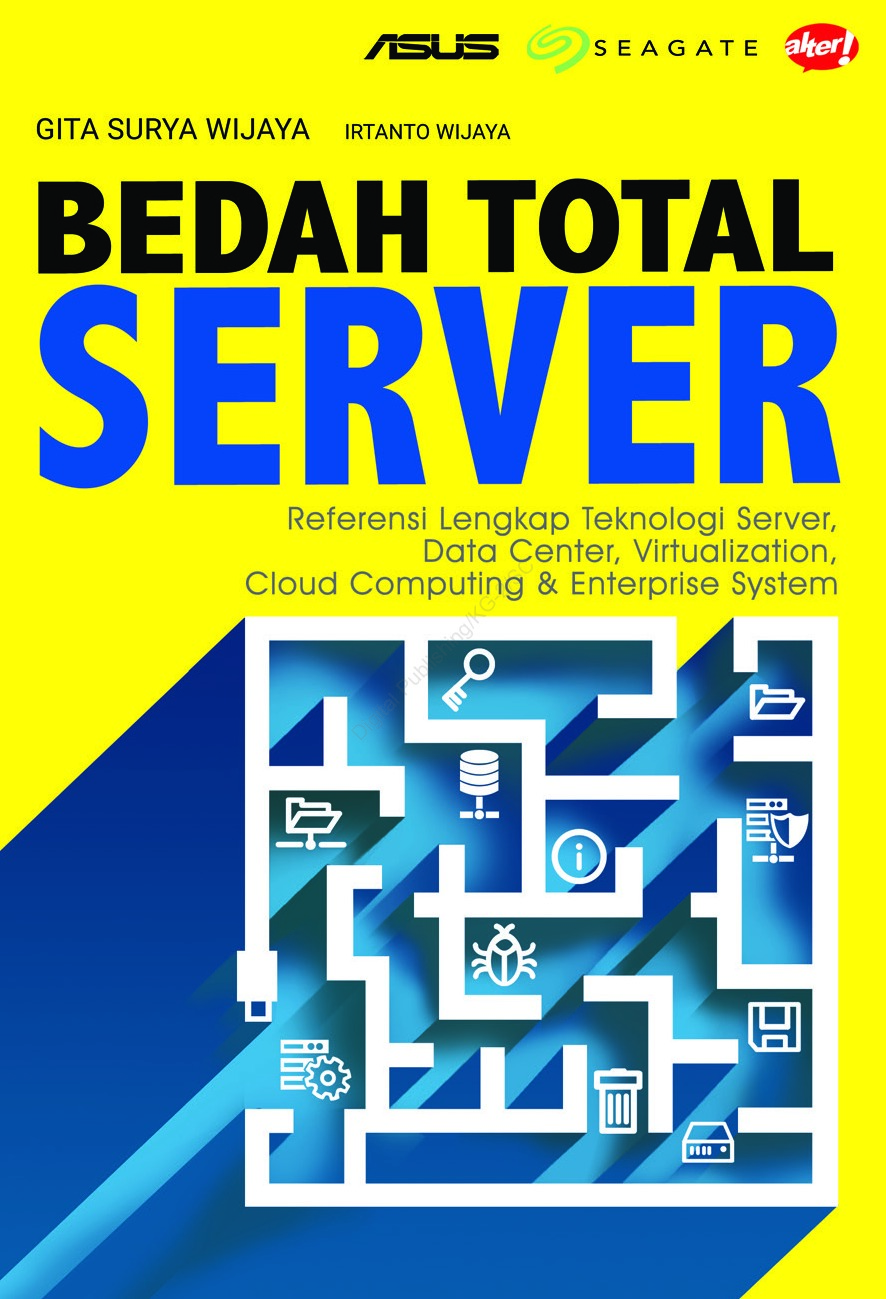 ASUS SEAGATE alter!
GITA SURYA WIJAYA IRTANTO WIJAYA
BEDAH TOTAL
SERVER
Referensi Lengkap Teknologi Server,
Data Center, Virtualization,
Cloud Computing & Enterprise System